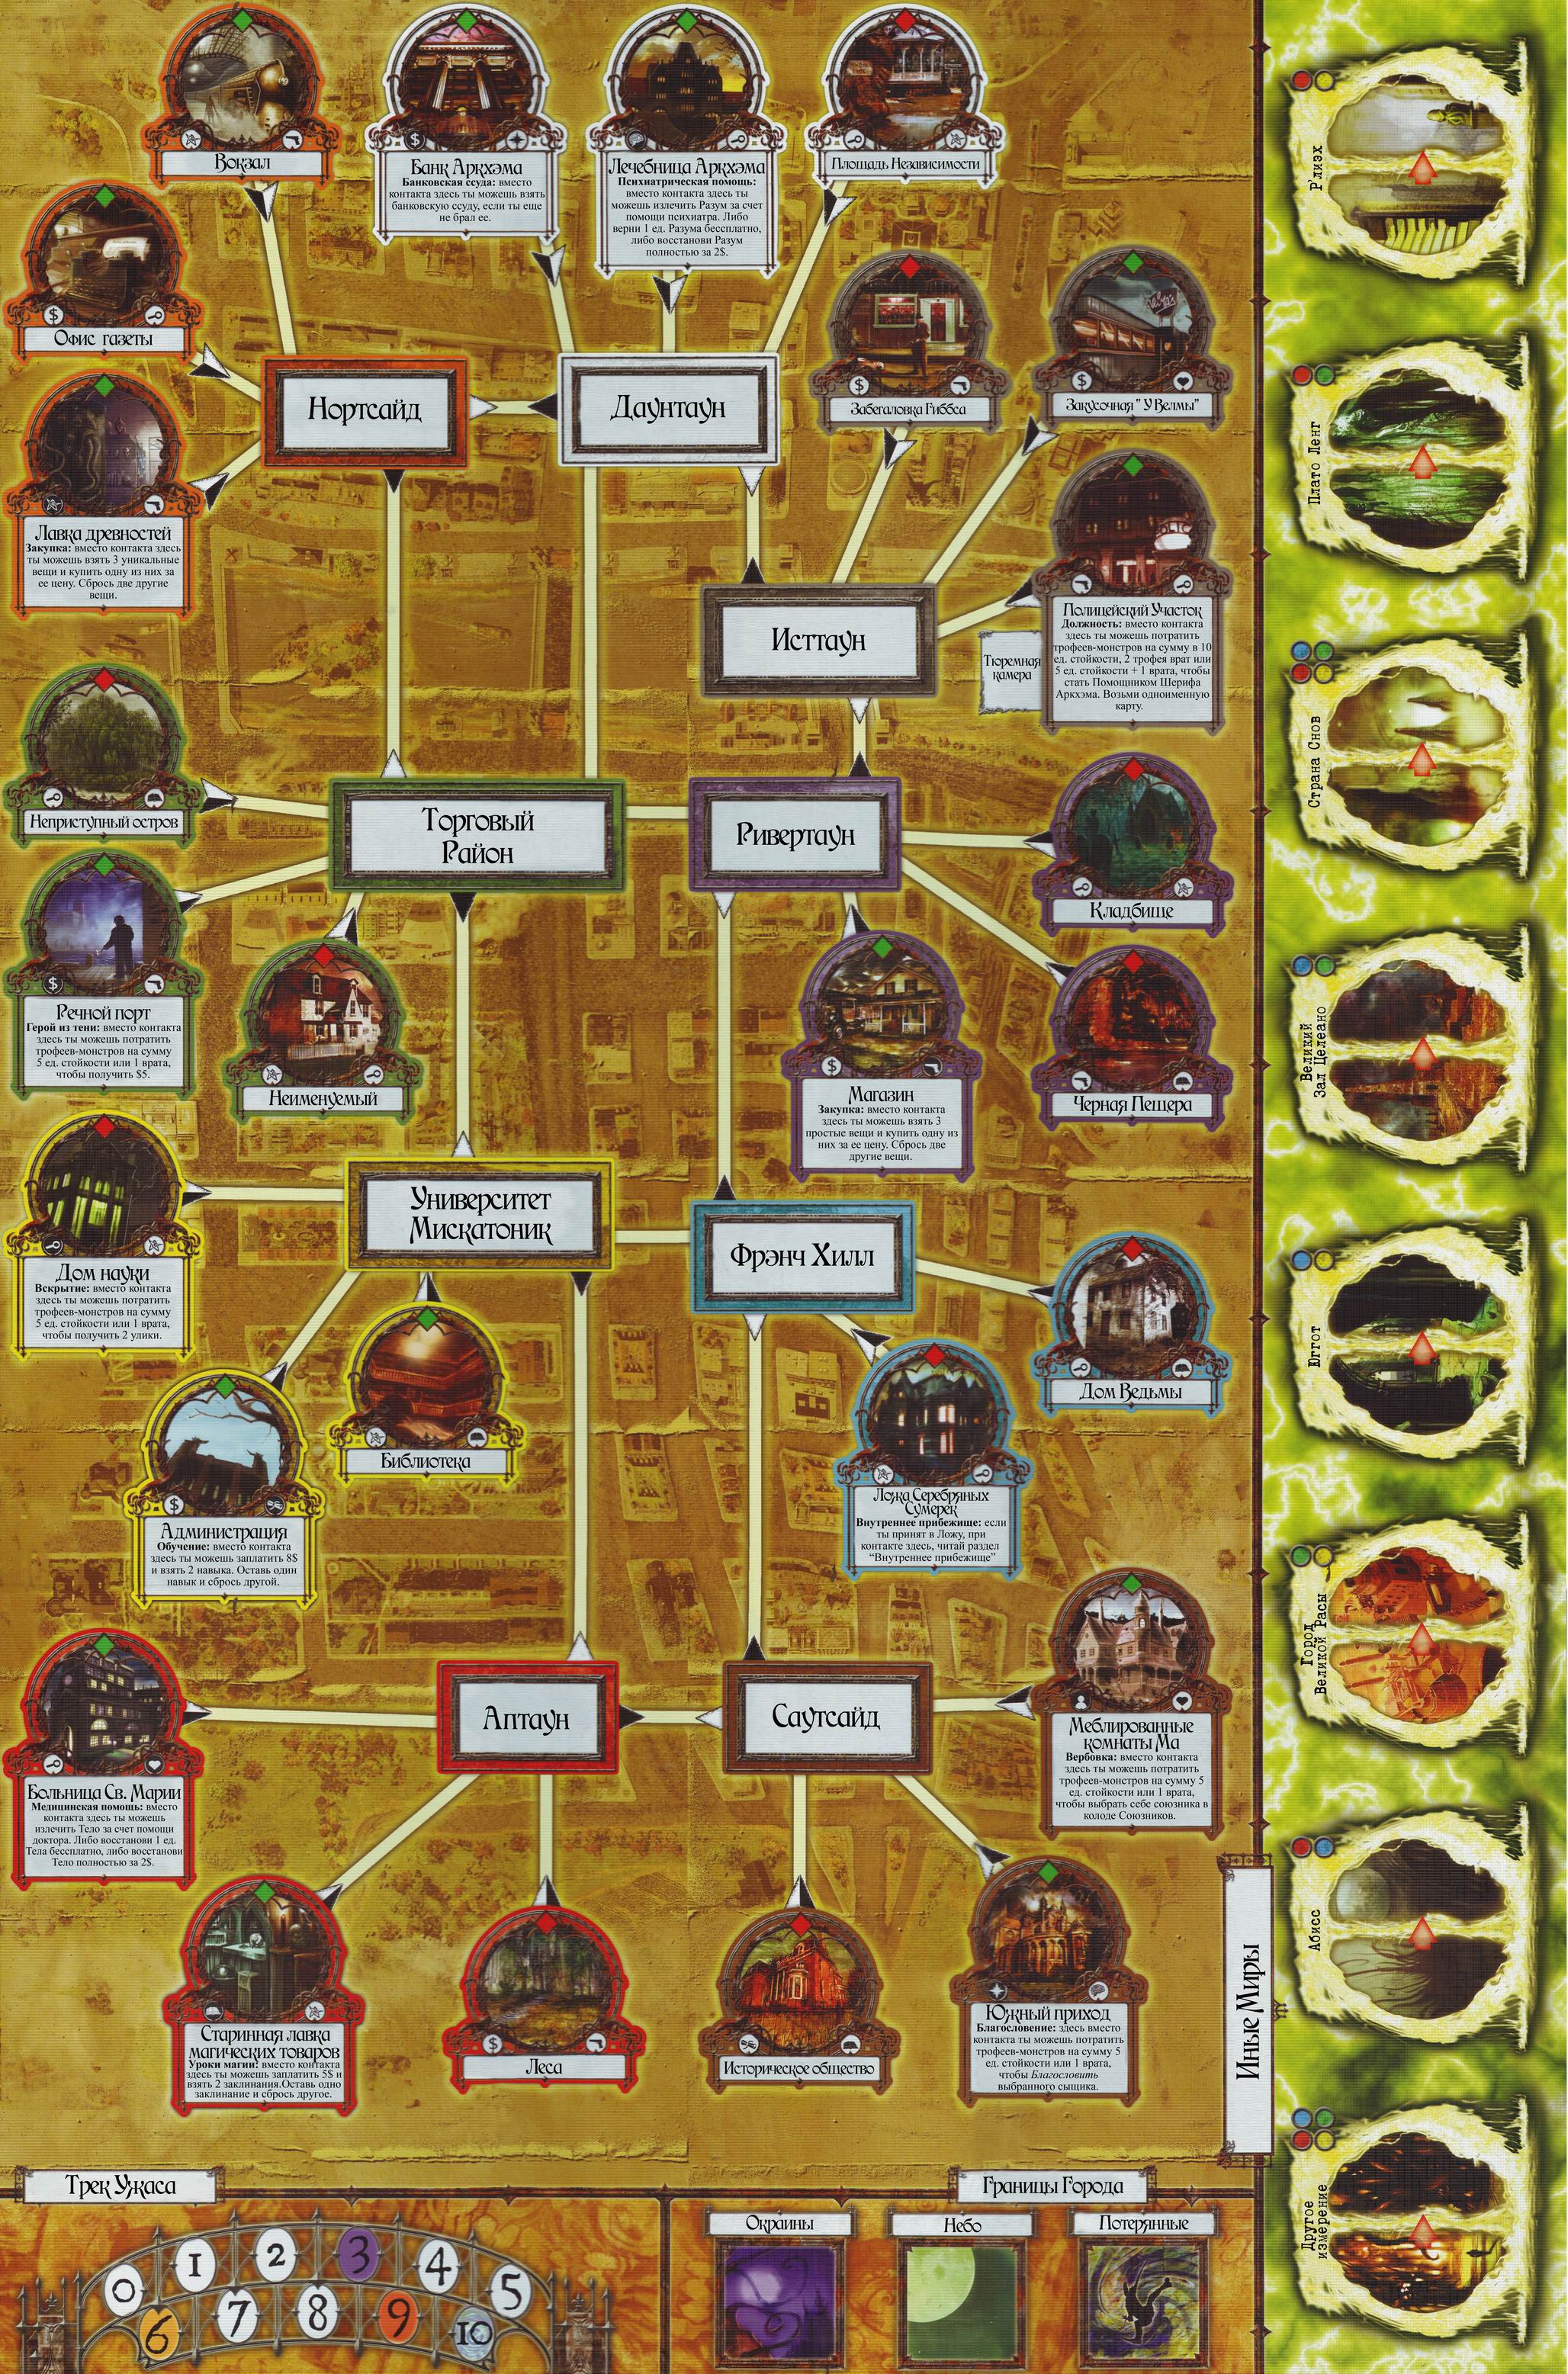 Вокзал
Банк Аркхэма
Банковская ссуда: вместо
контакта здесь ты можешь взять
банковскую ссуду, если ты еще
не брал ее.
Лечебница Аркхэма
Психиатрическая помощь:
вместо контакта здесь ты
можешь излечить Разум за счет
помощи психиатра. Либо
верни 1 ед. Разума бессплатно,
либо восстанови Разум
полностью за 2$.
Площадь Независимости
Офис газеты
Забегаловка Гиббса
Закусочная "У Велмы"
Нортсайд
Даунтаун
Лавка древностей
Закупка: вместо контакта здесь
ты можешь взять 3 уникальные
вещи и купить одну из них за
ее цену. Сбрось две другие
вещи.
Исттаун
Тюремная
камера
Полицейский Участок
Должность: вместо контакта
здесь ты можешь потратить
трофеев-монстров на сумму в 10
ед. стойкости, 2 трофея врат или
5 ед. стойкости + 1 врата, чтобы
стать Помощником Шерифа
Аркхэма. Возьми одноименную
карту.
Неприступный остров
Торговый
Район
Ривертаун
Кладбище
Речной порт
Герой из тени: вместо контакта
здесь ты можешь потратить
трофеев-монстров на сумму
5 ед. стойкости или 1 врата,
чтобы получить $5.
Неименуемый
Магазин
Закупка: вместо контакта
здесь ты можешь взять 3
простые вещи и купить одну из
них за ее цену. Сбрось две
другие вещи.
Черная Пещера
Университет
Мискатоник
Фрэнч Хилл
Дом науки
Вскрытие: вместо контакта
здесь ты можешь потратить
трофеев-монстров на сумму
5 ед. стойкости или 1 врата,
чтобы получить 2 улики.
Дом Ведьмы
Библиотека
Администрация
Обучение: вместо контакта
здесь ты можешь заплатить 8$
и взять 2 навыка. Оставь один
навык и сбрось другой.
Ложа Серебряных
Сумерек
Внутреннее прибежище: если
ты принят в Ложу, при
контакте здесь, читай раздел
"Внутреннее прибежище"
Аптаун
Саутсайд
Больница Св. Марии
Медицинская помощь: вместо
контакта здесь ты можешь
излечить Тело за счет помощи
доктора. Либо восстанови 1 ед.
Тела бессплатно, либо восстанови
Тело полностью за 2$.
Меблированные
комнаты Ма
Вербовка: вместо контакта
здесь ты можешь потратить
трофеев-монстров на сумму 5
ед. стойкости или 1 врата,
чтобы выбрать себе союзника в
колоде Союзников.
Старинная лавка
магических товаров
Уроки магии: вместо контакта
здесь ты можешь заплатить 5$ и
взять 2 заклинания.Оставь одно
заклинание и сбрось другое.
Леса
Историческое общество
Южный приход
Благословение: здесь вместо
контакта ты можешь потратить
трофеев-монстров на сумму 5
ед. стойкости или 1 врата,
чтобы Благословить
выбранного сыщика.
Трек Ужаса
0
1
2
3
4
5
6
7
8
9
10
Границы Города
Окраины
Небо
Потерянные
Иные Миры
Р'лиэх
Плато Ленг
Страна Снов
Великий
Зал Целеано
Юггот
Город
Великой Расы
Абисс
Другое
измерение